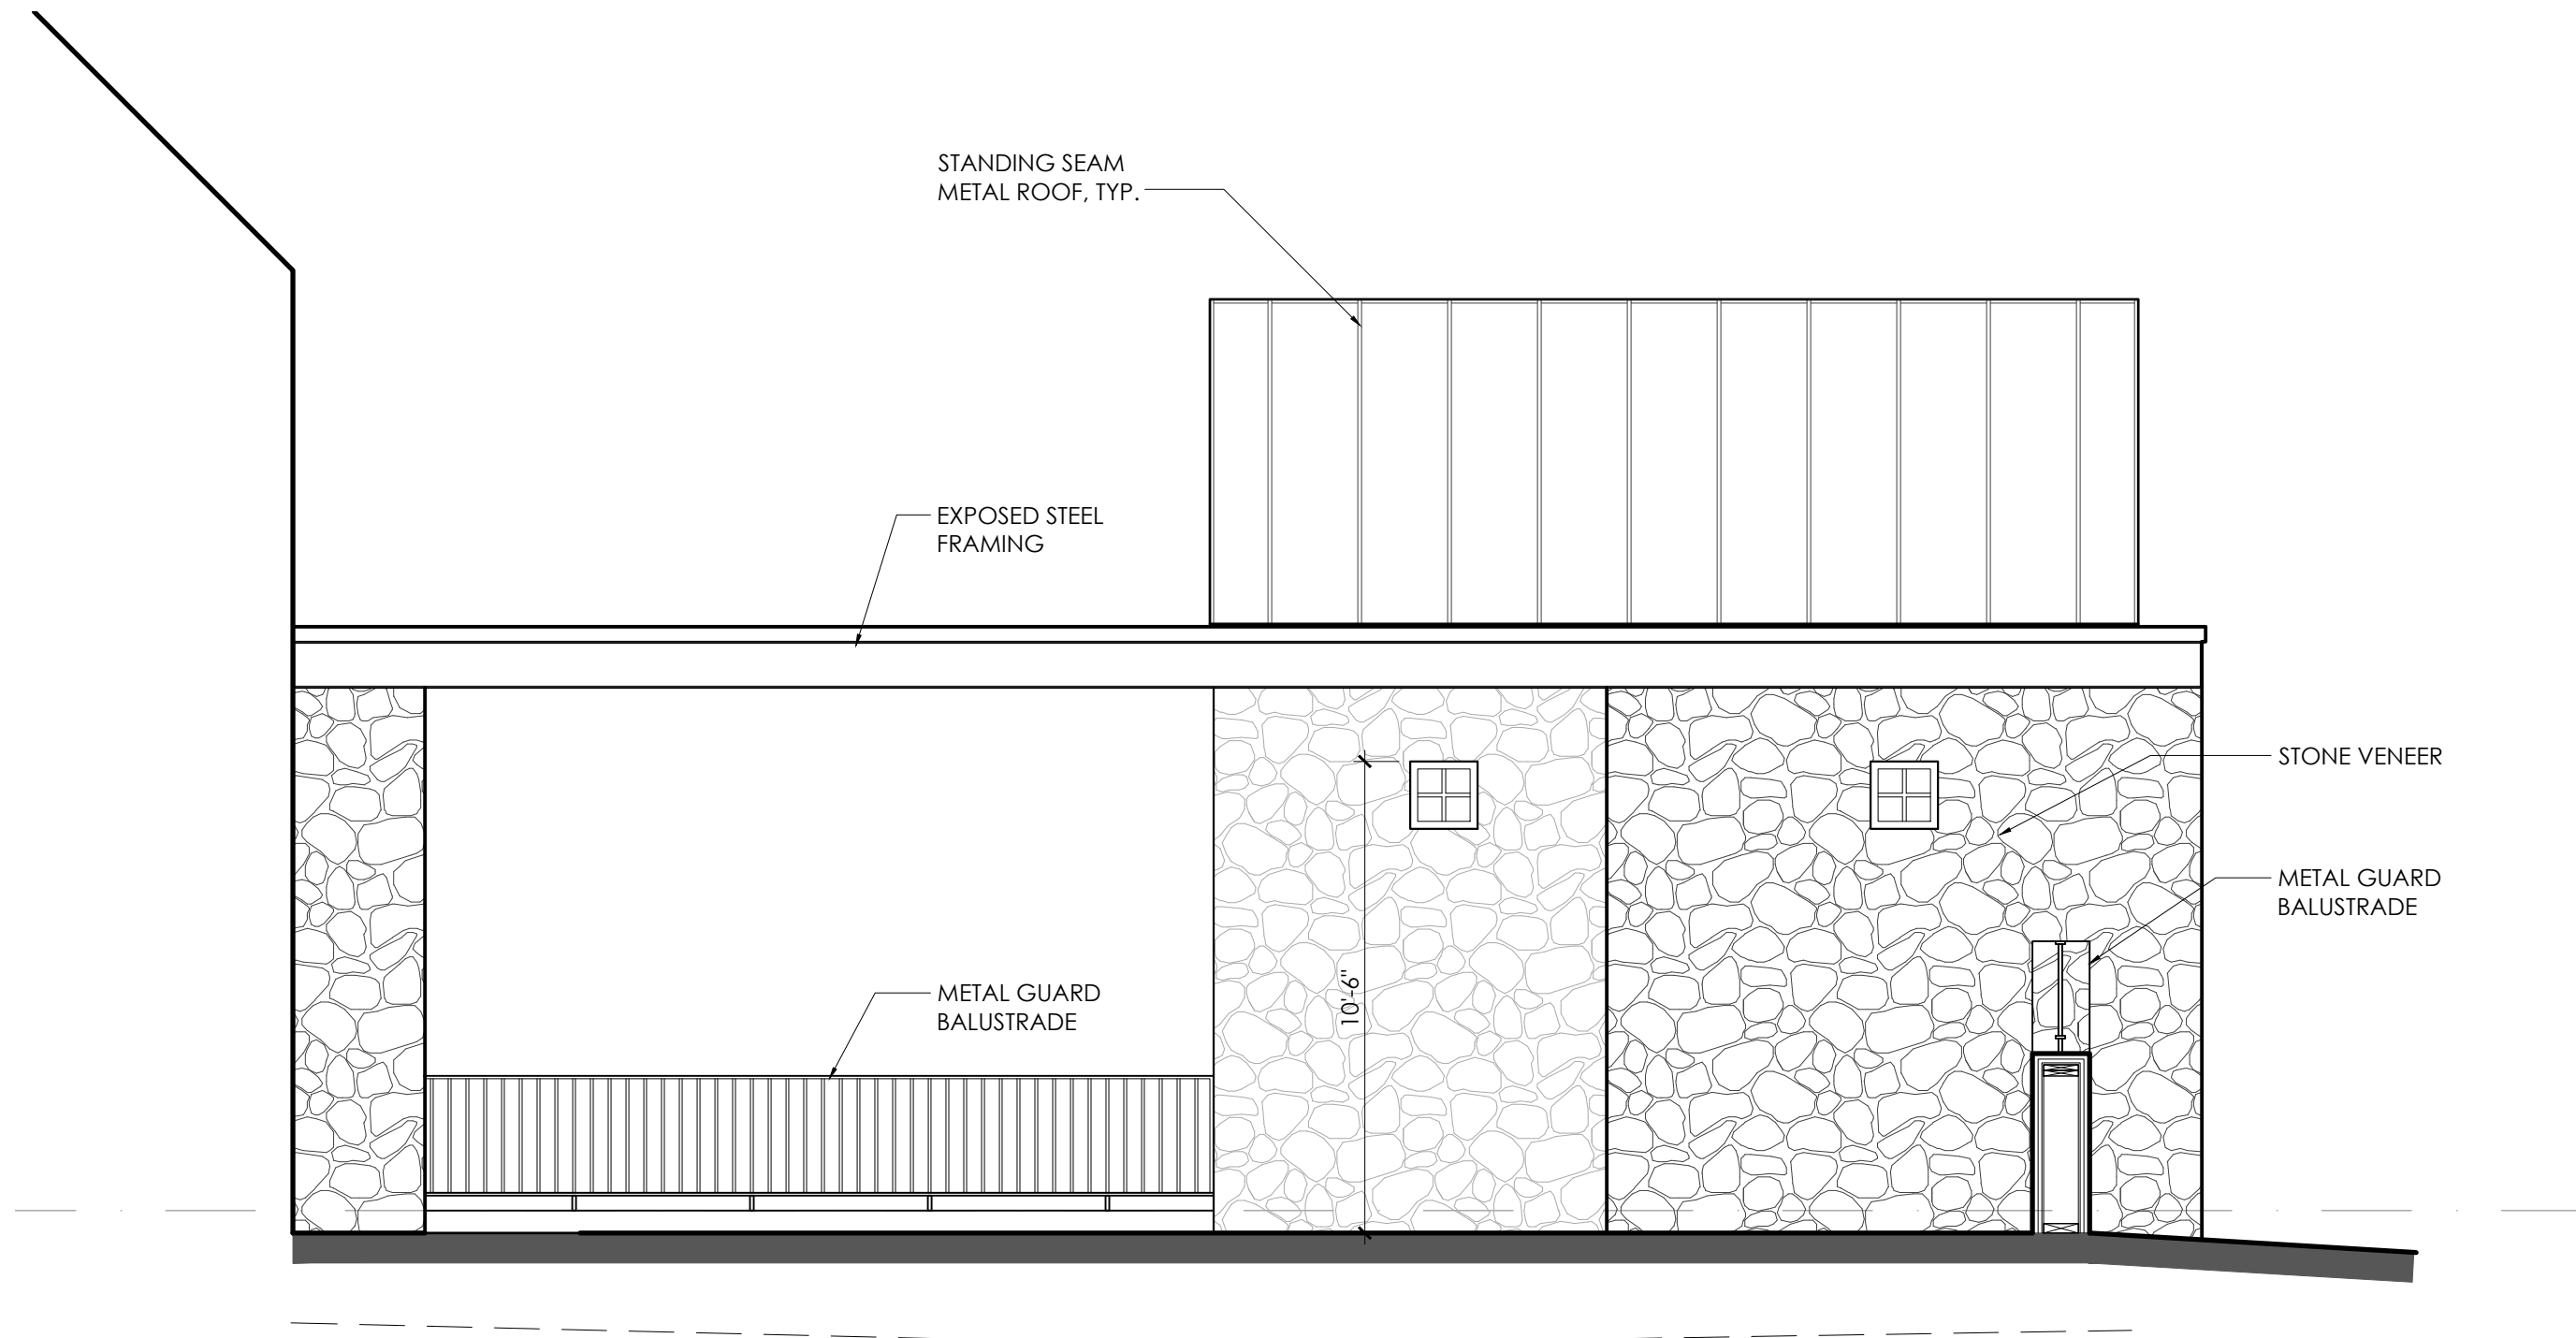 STANDING SEAM
METAL ROOF, TYP.
EXPOSED STEEL
FRAMING
STONE VENEER
METAL GUARD
BALUSTRADE
METAL GUARD
BALUSTRADE
10'-6"